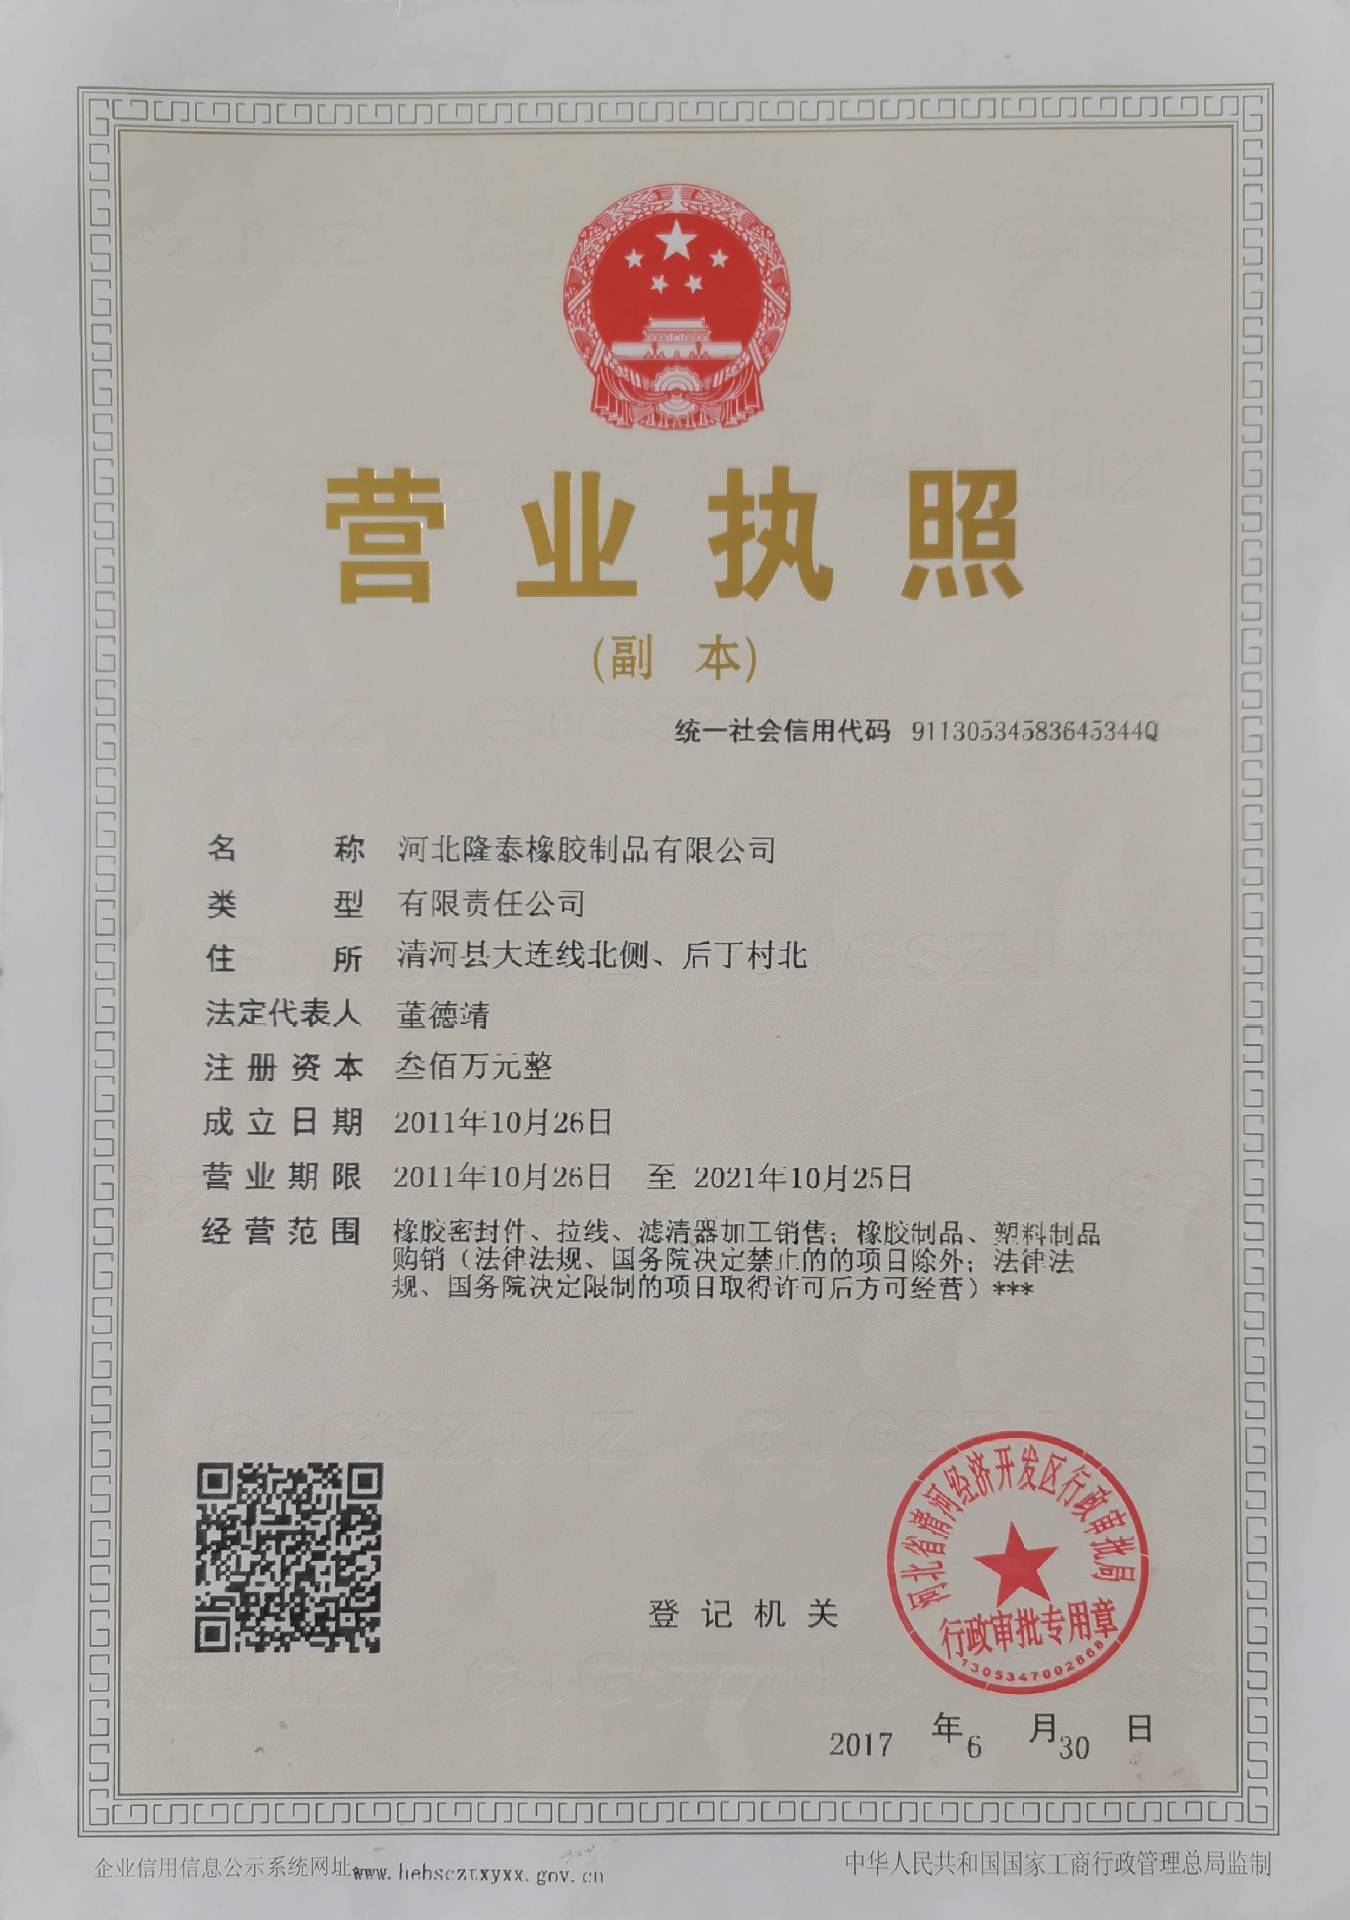 营业执照
(副 本)
统一社会信用代码 91130534583645344Q
名称 河北隆泰橡胶制品有限公司
类型 有限责任公司
住所 清河县大连线北侧、后丁村北
法定代表人 董德靖
注册资本 叁佰万元整
成立日期 2011年10月26日
营业期限 2011年10月26日 至 2021年10月25日
经营范围 橡胶密封件、拉线、滤清器加工销售；橡胶制品、塑料制品
购销（法律法规、国务院决定禁止的的项目除外；法律法
规、国务院决定限制的项目取得许可后方可经营）***
河北省清河经济开发区行政审批局
行政审批专用章
登记机关
2017 年 6 月 30 日
企业信用信息公示系统网址www.hebscztxyxx.gov.cn
中华人民共和国国家工商行政管理总局监制